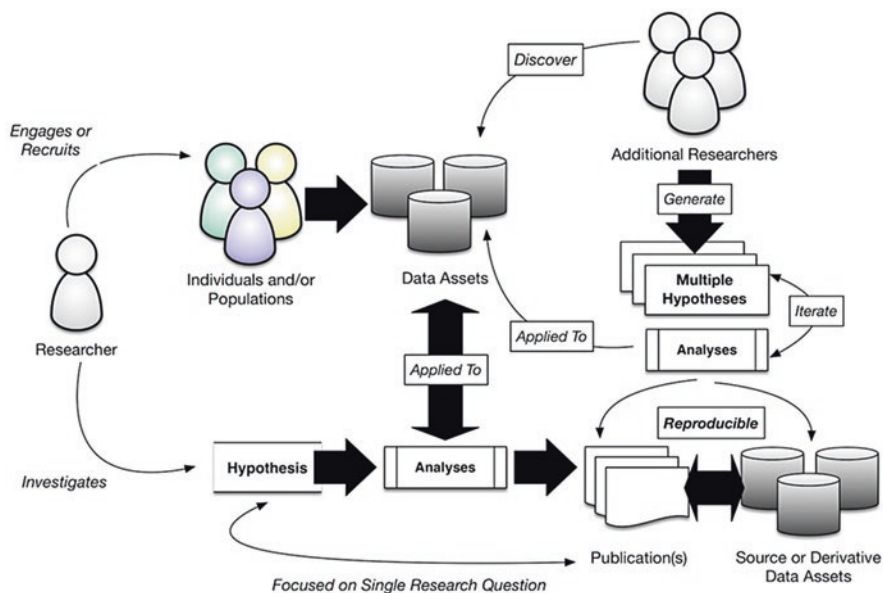 Discover
Additional Researchers
Engages or
Recruits
Individuals and/or
Populations
Data Assets
Generate
Multiple
Hypotheses
Iterate
Researcher
Applied To
Analyses
Applied To
Reproducible
Investigates
Hypothesis
Analyses
Publication(s)
Source or Derivative
Data Assets
Focused on Single Research Question